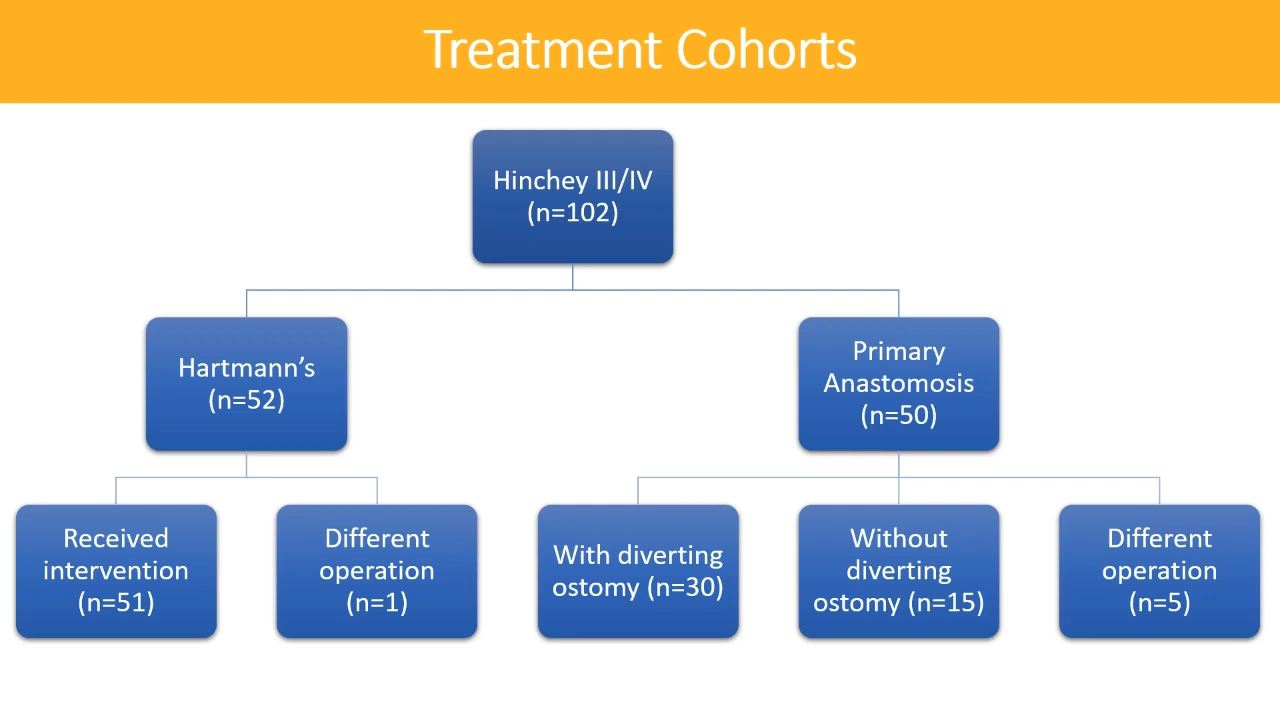 Treatment Cohorts
Hinchey III/IV
(n=102)
Hartmann’s
(n=52)
Primary
Anastomosis
(n=50)
Received
intervention
(n=51)
Different
operation
(n=1)
With diverting
ostomy (n=30)
Without
diverting
ostomy (n=15)
Different
operation
(n=5)